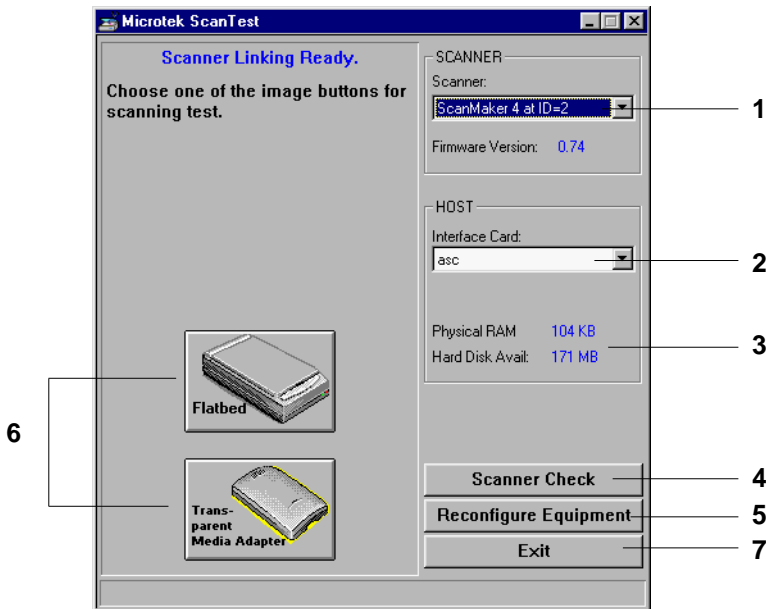 Microtek ScanTest
Scanner Linking Ready.
Choose one of the image buttons for
scanning test.
SCANNER
Scanner:
ScanMaker 4 at ID=2
1
Firmware Version: 0.74
HOST
Interface Card:
asc
2
Physical RAM 104 KB
Hard Disk Avail: 171 MB
3
Flatbed
6
Trans-
parent
Media Adapter
Scanner Check
4
Reconfigure Equipment
5
Exit
7